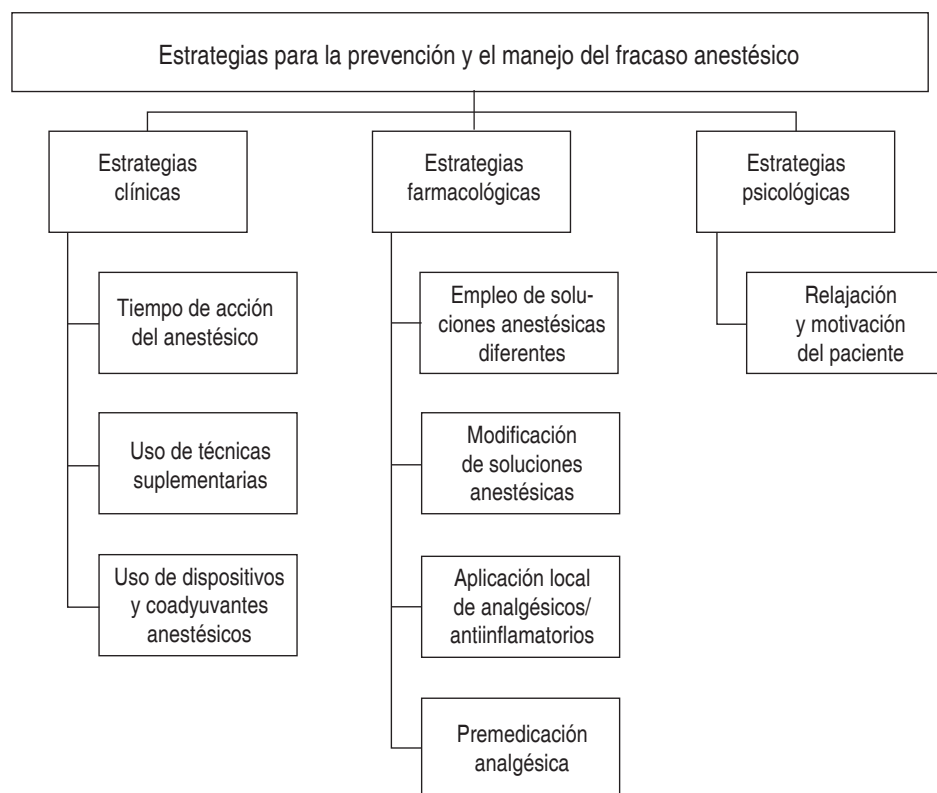 Estrategias para la prevención y el manejo del fracaso anestésico
Estrategias
clínicas
Tiempo de acción
del anestésico
Uso de técnicas
suplementarias
Uso de dispositivos
y coadyuvantes
anestésicos
Estrategias
farmacológicas
Empleo de solu-
ciones anestésicas
diferentes
Modificación
de soluciones
anestésicas
Aplicación local
de analgésicos/
antiinflamatorios
Premedicación
analgésica
Estrategias
psicológicas
Relajación
y motivación
del paciente